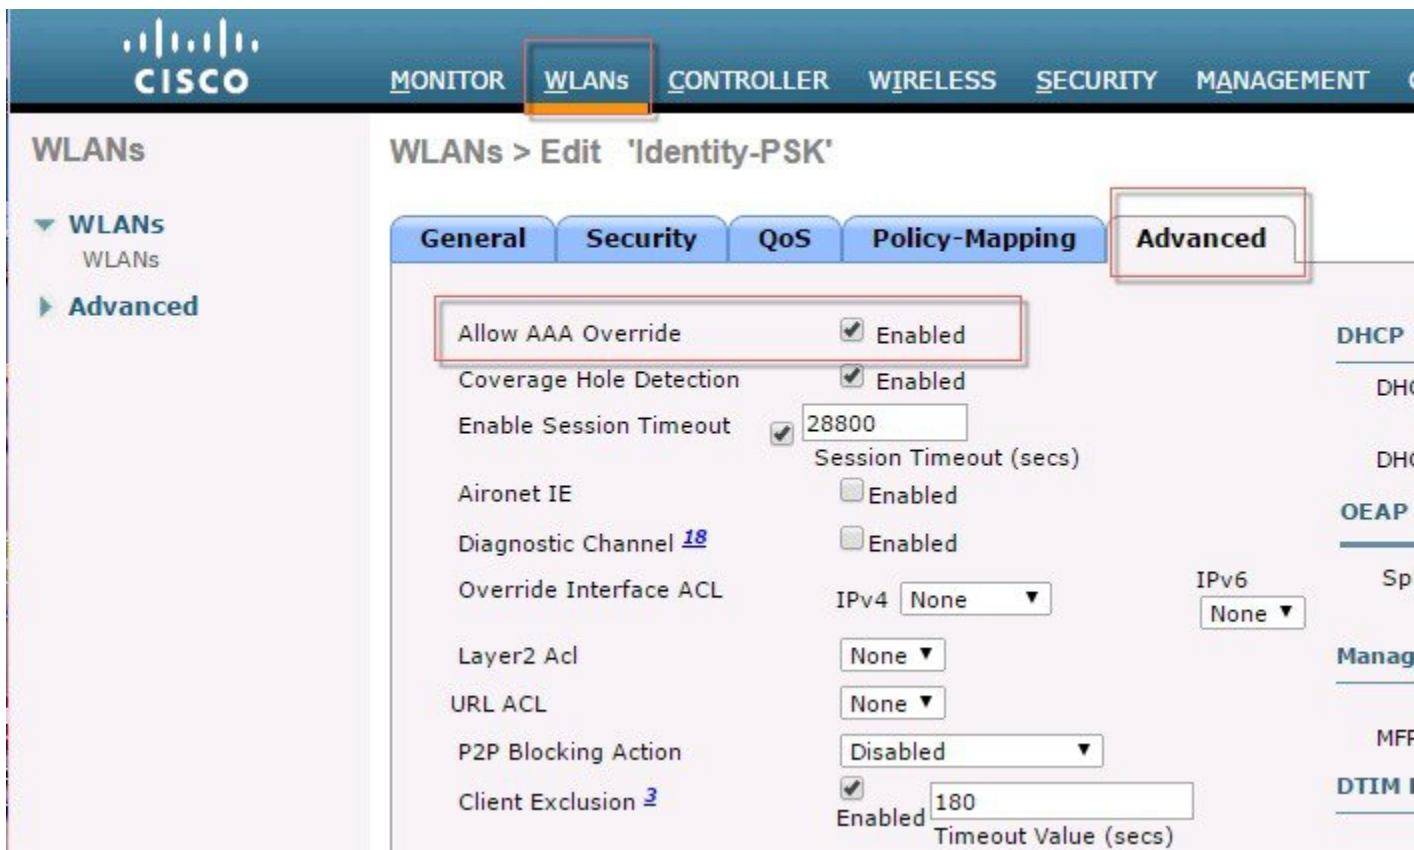 CISCO
MONITOR WLANs CONTROLLER WIRELESS SECURITY MANAGEMENT
WLANs
WLANs
WLANs
Advanced
WLANs > Edit 'Identity-PSK'
General Security QoS Policy-Mapping Advanced
Allow AAA Override Enabled
Coverage Hole Detection Enabled
Enable Session Timeout 28800
Session Timeout (secs)
Aironet IE Enabled
Diagnostic Channel 18 Enabled
Override Interface ACL IPv4 None IPv6 None
Layer2 Acl None
URL ACL None
P2P Blocking Action Disabled
Client Exclusion 3 Enabled 180
Timeout Value (secs)
DHCP
OEAP